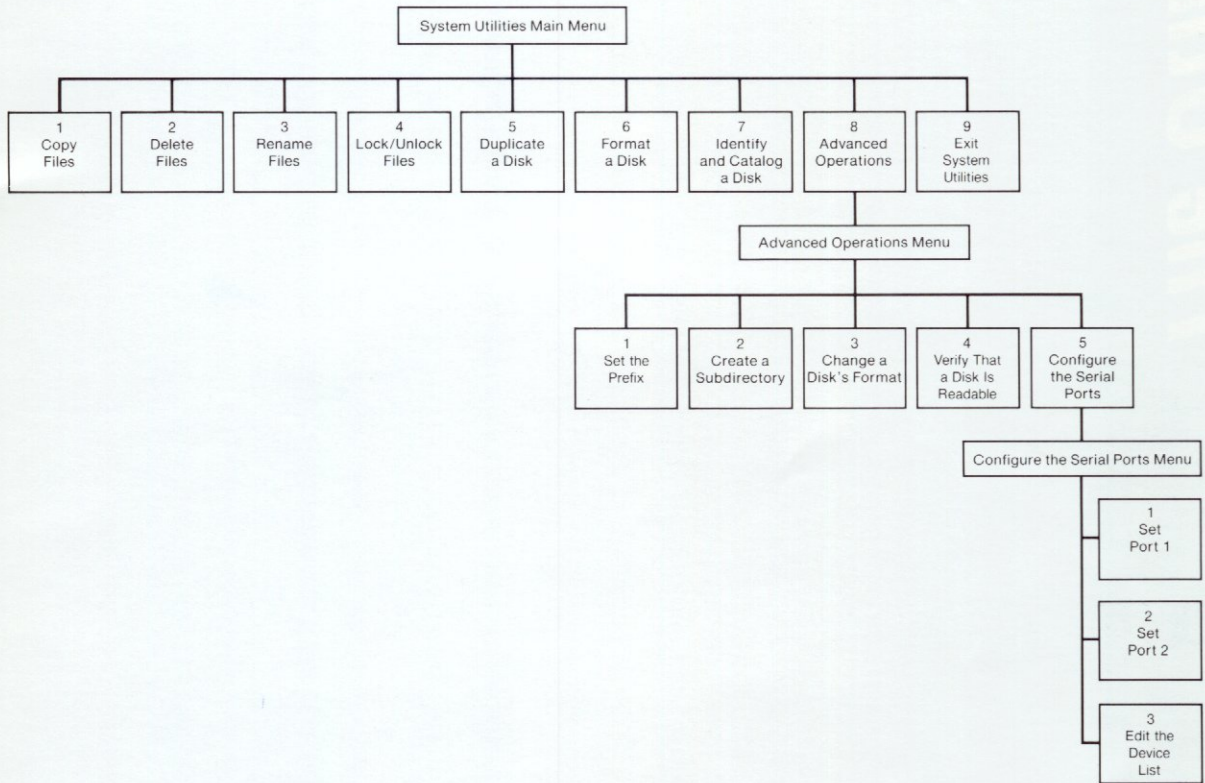 System Utilities Main Menu
1
Copy
Files
2
Delete
Files
3
Rename
Files
4
Lock/Unlock
Files
5
Duplicate
a Disk
6
Format
a Disk
7
Identify
and Catalog
a Disk
8
Advanced
Operations
9
Exit
System
Utilities
Advanced Operations Menu
1
Set the
Prefix
2
Create a
Subdirectory
3
Change a
Disk's Format
4
Verify That
a Disk Is
Readable
5
Configure
the Serial
Ports
Configure the Serial Ports Menu
1
Set
Port 1
2
Set
Port 2
3
Edit the
Device
List